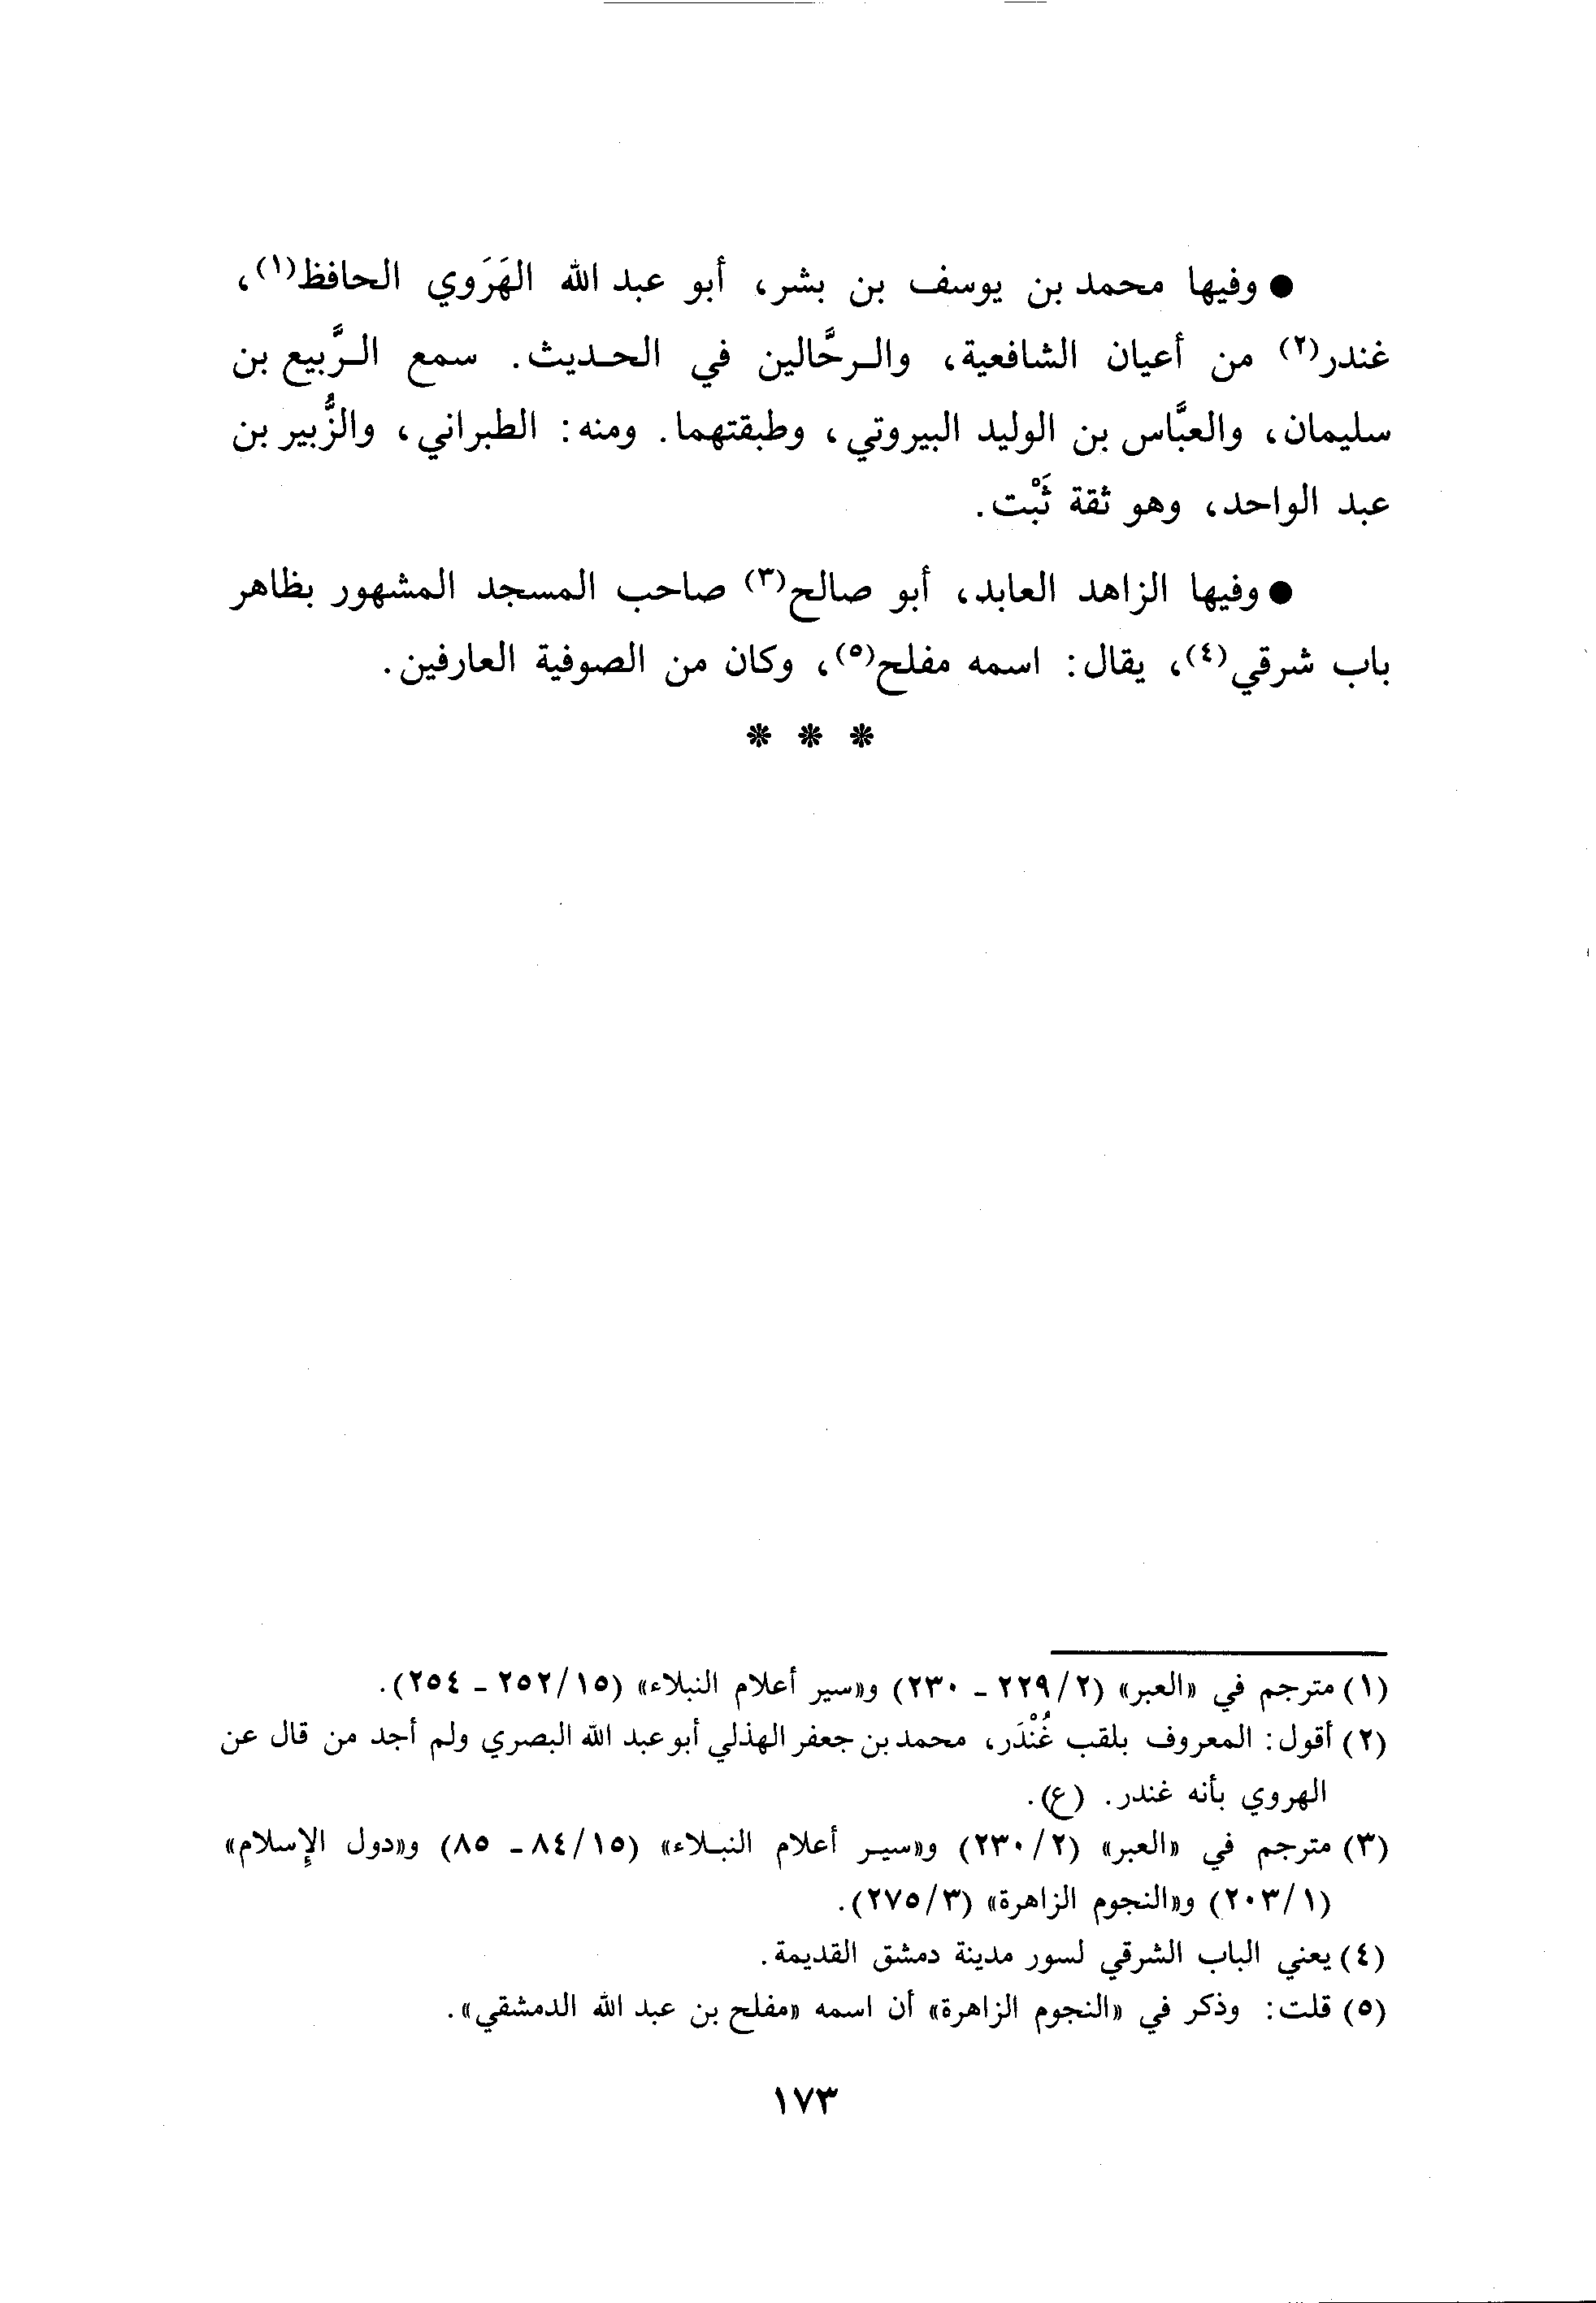 ● وفيها محمد بن يوسف بن بشر، أبو عبد الله الهَرَوي الحافظ(١)،
غندر(٢) من أعيان الشافعية، والـرحَّالين في الحـديث. سمع الـرَّبيع بن
سليمان، والعبَّاس بن الوليد البيروتي، وطبقتهما. ومنه: الطبراني، والزُّبير بن
عبد الواحد، وهو ثقة ثَبْت.
● وفيها الزاهد العابد، أبو صالح(٣) صاحب المسجد المشهور بظاهر
باب شرقي(٤)، يقال: اسمه مفلح(٥)، وكان من الصوفية العارفين.
* * *
(١) مترجم في «العبر» (٢/٢٢٩ - ٢٣٠) و«سير أعلام النبلاء» (١٥/٢٥٢ - ٢٥٤).
(٢) أقول: المعروف بلقب غُنْدَر، محمد بن جعفر الهذلي أبو عبد الله البصري ولم أجد من قال عن
الهروي بأنه غندر. (ع).
(٣) مترجم في «العبر» (٢/٢٣٠) و«سيـر أعلام النبـلاء» (١٥/٨٤ - ٨٥) و«دول الإسلام»
(١/٢٠٣) و«النجوم الزاهرة» (٣/٢٧٥).
(٤) يعني الباب الشرقي لسور مدينة دمشق القديمة.
(٥) قلت: وذكر في «النجوم الزاهرة» أن اسمه «مفلح بن عبد الله الدمشقي».
١٧٣